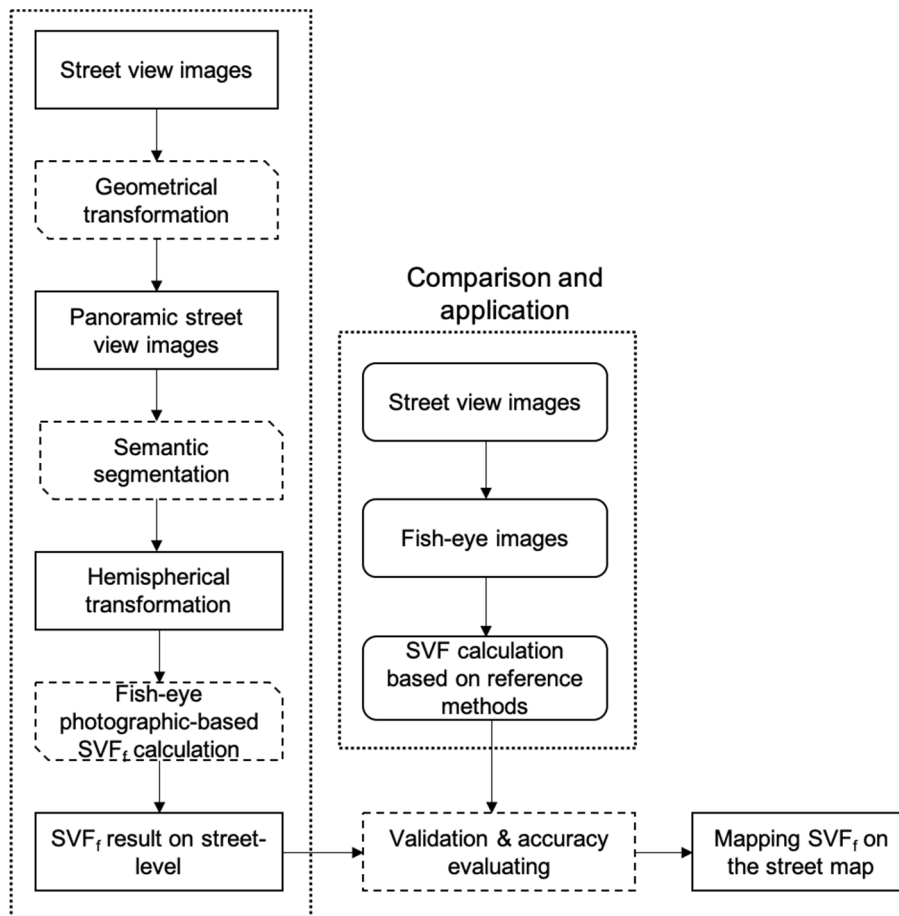 Street view images
Geometrical
transformation
Panoramic street
view images
Semantic
segmentation
Hemispherical
transformation
Fish-eye
photographic-based
SVFf calculation
SVFf result on street-
level
Comparison and
application
Street view images
Fish-eye images
SVF calculation
based on reference
methods
Validation & accuracy
evaluating
Mapping SVFf on
the street map